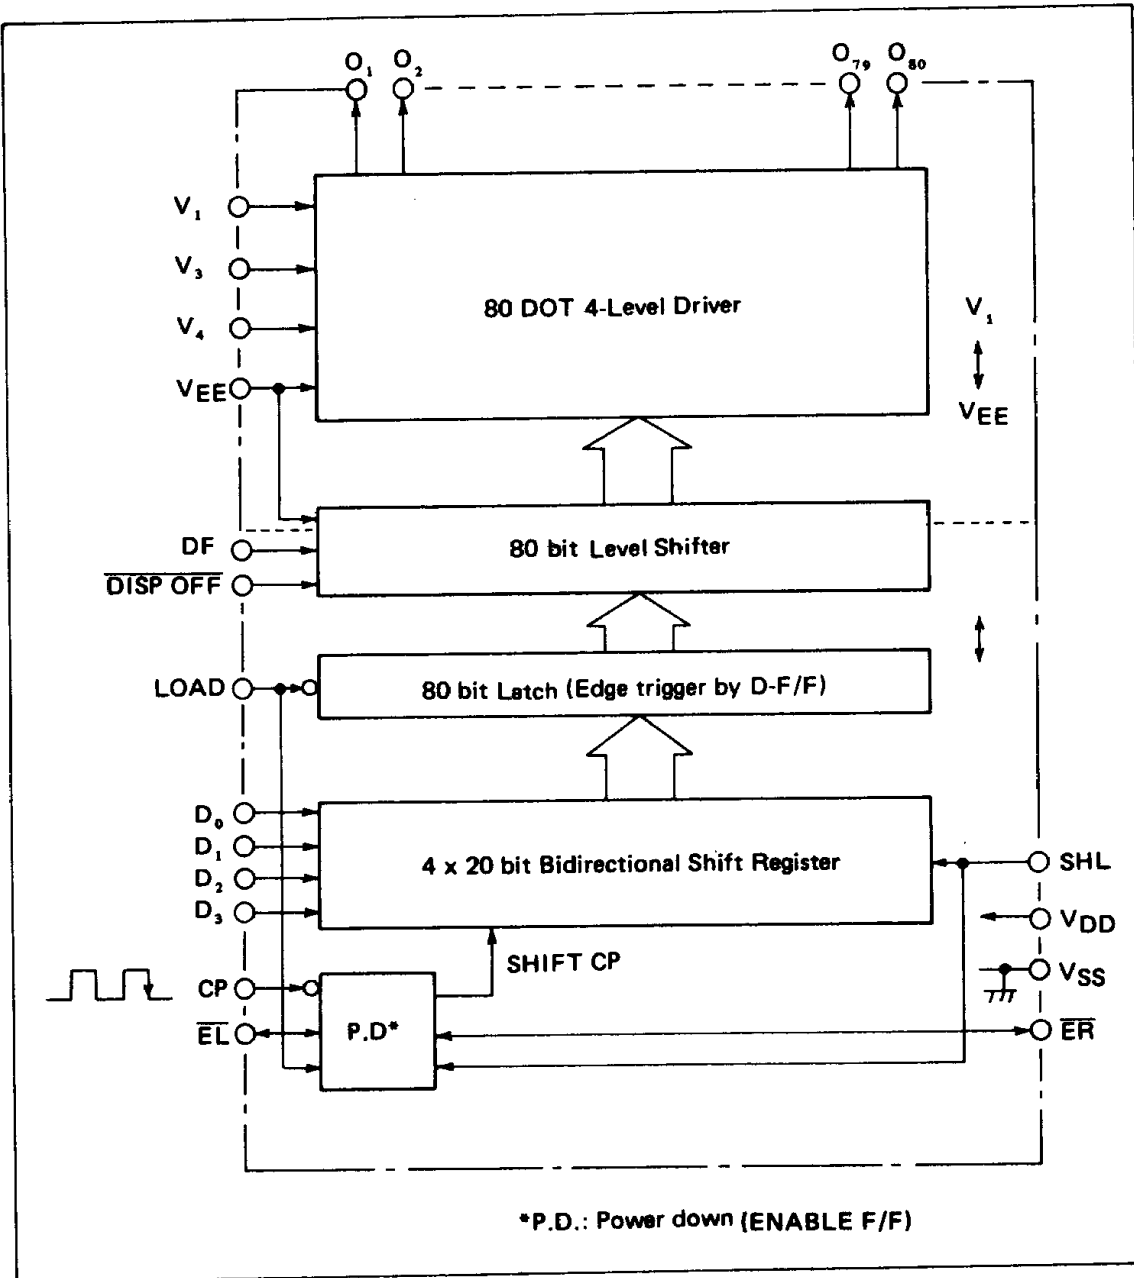 O₁ O₂ O₇₉ O₈₀
V₁
V₃
V₄
VEE
80 DOT 4-Level Driver
V₁
VEE
DF
DISP OFF
80 bit Level Shifter
LOAD
80 bit Latch (Edge trigger by D-F/F)
D₀
D₁
D₂
D₃
4 x 20 bit Bidirectional Shift Register
SHL
VDD
VSS
SHIFT CP
CP
EL
P.D*
ER
*P.D.: Power down (ENABLE F/F)